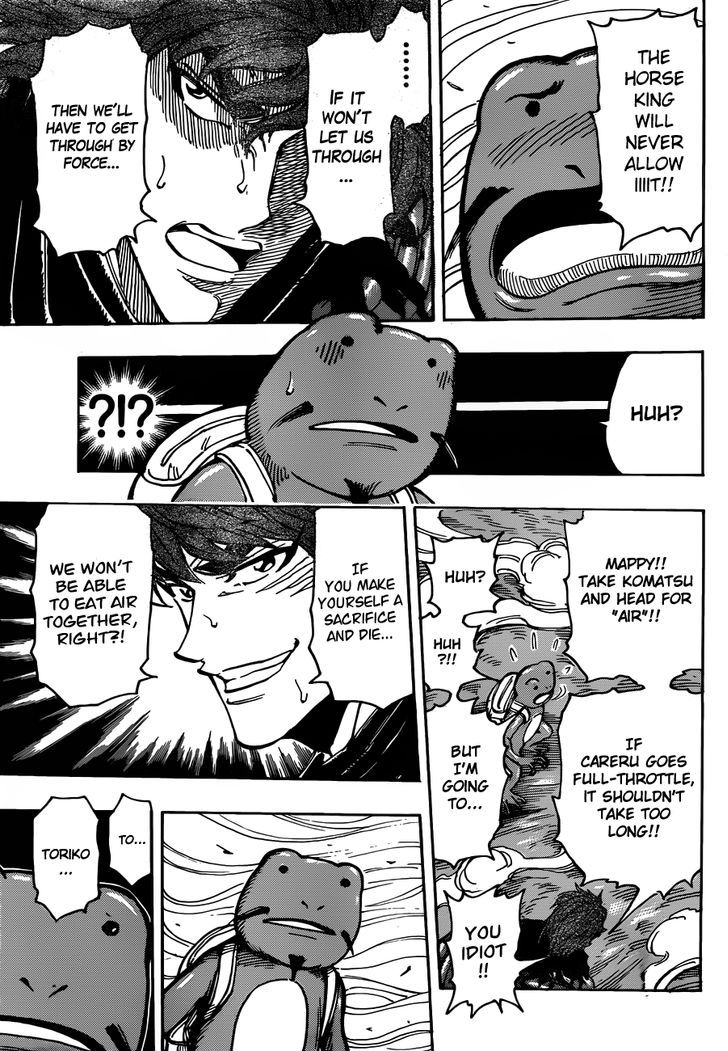 THE
HORSE
KING
WILL
NEVER
ALLOW
IIIIT!!
......
IF IT
WON'T
LET US
THROUGH
...
THEN WE'LL
HAVE TO GET
THROUGH BY
FORCE...
HUH?
?!?
MAPPY!!
TAKE KOMATSU
AND HEAD FOR
"AIR"!!
HUH?
HUH
?!!
IF
CARERU GOES
FULL-THROTTLE,
IT SHOULDN'T
TAKE TOO
LONG!!
BUT
I'M
GOING
TO...
YOU
IDIOT
!!
IF
YOU MAKE
YOURSELF A
SACRIFICE
AND DIE...
WE WON'T
BE ABLE
TO EAT AIR
TOGETHER,
RIGHT?!
TO...
TORIKO
...